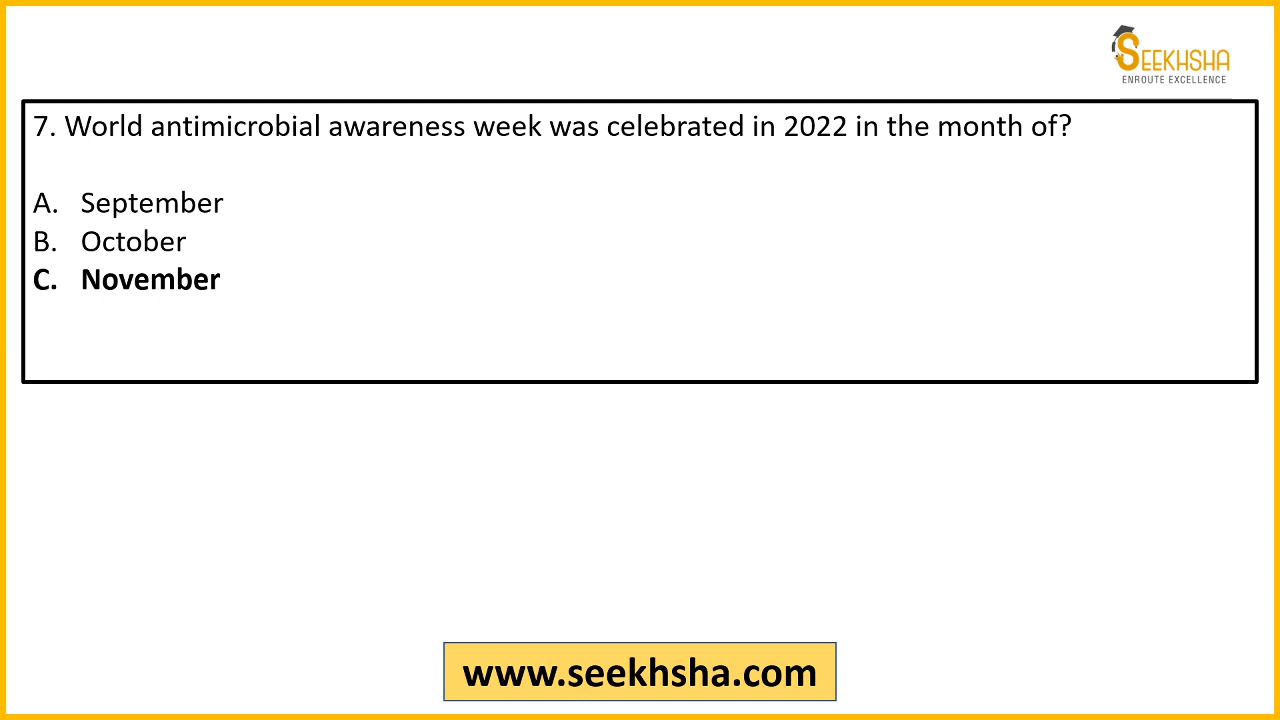 SEEKHSHA
ENROUTE EXCELLENCE
7. World antimicrobial awareness week was celebrated in 2022 in the month of?
A. September
B. October
C. November
www.seekhsha.com